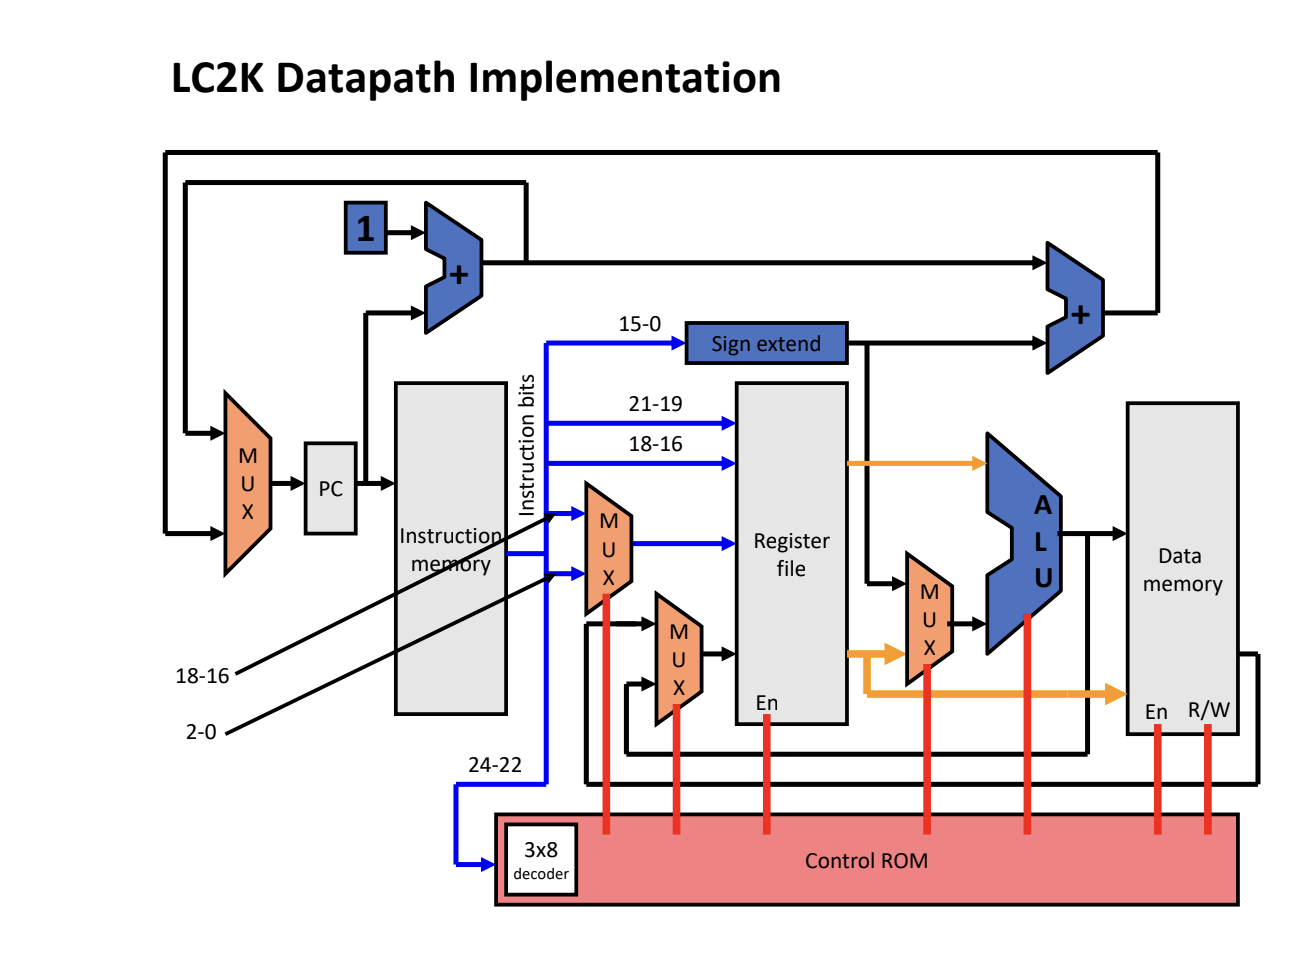 LC2K Datapath Implementation
1
+
+
15-0
Sign extend
Instruction bits
21-19
18-16
M
U
X
PC
Instruction
memory
M
U
X
Register
file
A
L
U
Data
memory
M
U
X
M
U
X
18-16
2-0
En
En
R/W
24-22
3x8
decoder
Control ROM